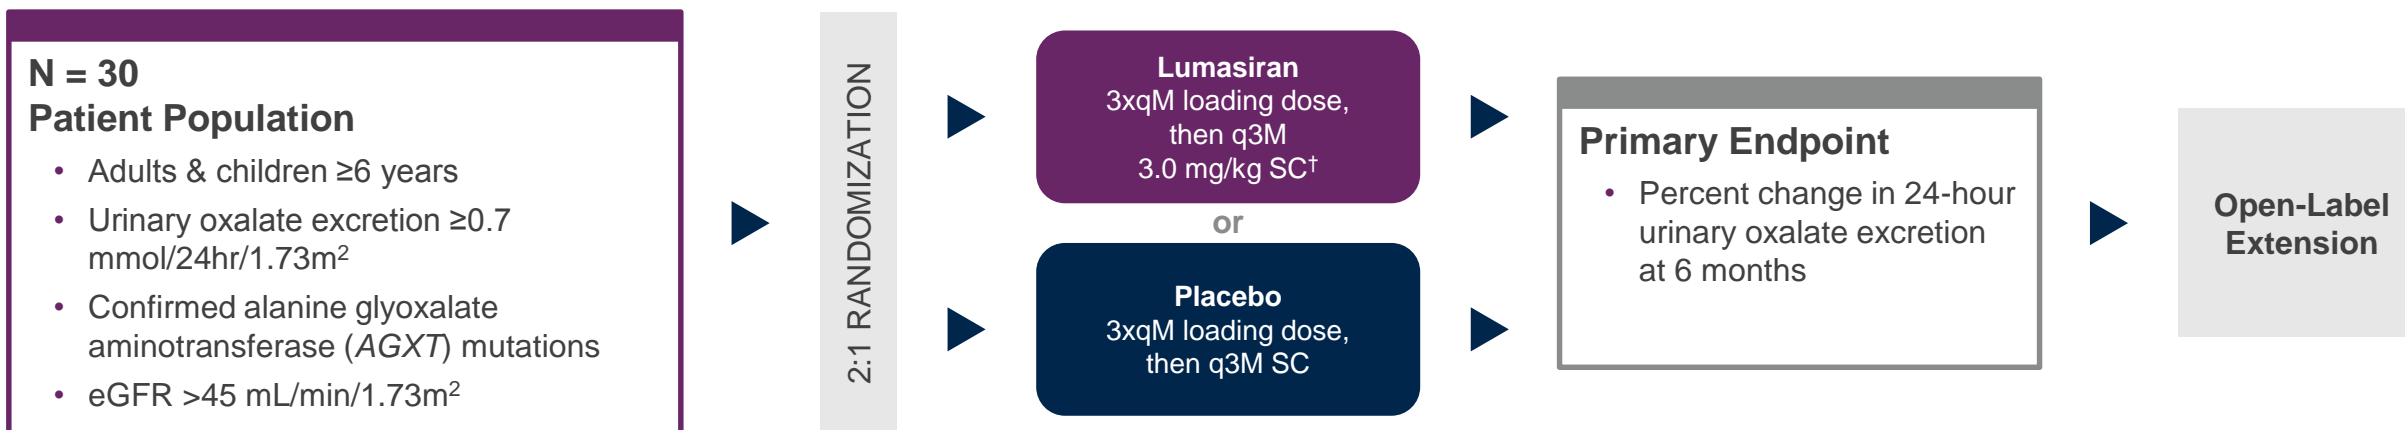 N = 30
Patient Population
• Adults & children ≥6 years
• Urinary oxalate excretion ≥0.7
mmol/24hr/1.73m²
• Confirmed alanine glyoxalate
aminotransferase (AGXT) mutations
• eGFR >45 mL/min/1.73m²
2:1 RANDOMIZATION
Lumasiran
3xqM loading dose,
then q3M
3.0 mg/kg SC†
or
Placebo
3xqM loading dose,
then q3M SC
Primary Endpoint
• Percent change in 24-hour
urinary oxalate excretion
at 6 months
Open-Label
Extension